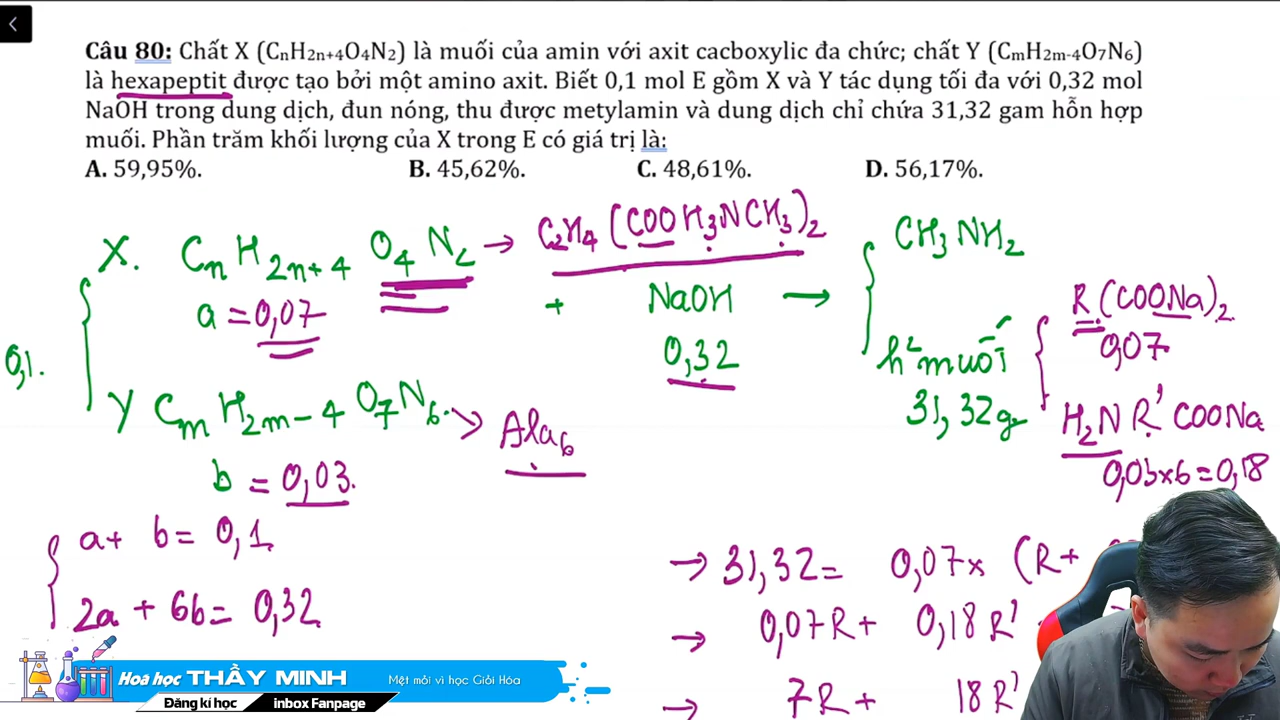 Câu 80: Chất X (CnH2n+4O4N2) là muối của amin với axit cacboxylic đa chức; chất Y (CmH2m-4O7N6)
là hexapeptit được tạo bởi một amino axit. Biết 0,1 mol E gồm X và Y tác dụng tối đa với 0,32 mol
NaOH trong dung dịch, đun nóng, thu được metylamin và dung dịch chỉ chứa 31,32 gam hỗn hợp
muối. Phần trăm khối lượng của X trong E có giá trị là:
A. 59,95%. B. 45,62%. C. 48,61%. D. 56,17%.
X. CnH2n+4 O4 N2 → C2H4 (COOH3NCH3)2
CH3NH2
a = 0,07
+ NaOH →
0,32
R(COONa)2
0,07
0,1.
h² muối
31,32g
Y CmH2m-4 O7N6. → Ala6
H2N R' COONa
b = 0,03.
0,03x6=0,18
a + b = 0,1
2a + 6b = 0,32
→ 31,32 = 0,07x (R+
→ 0,07R + 0,18 R'
→ 7R + 18R'
Hoá học THẦY MINH
Mệt mỏi vì học Giỏi Hóa
Đăng kí học inbox Fanpage